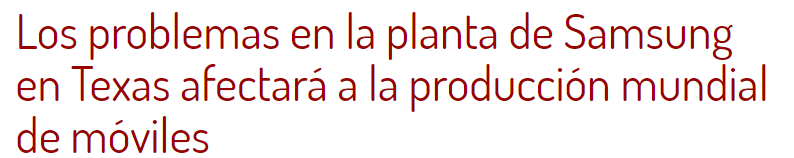 Los problemas en la planta de Samsung
en Texas afectará a la producción mundial
de móviles